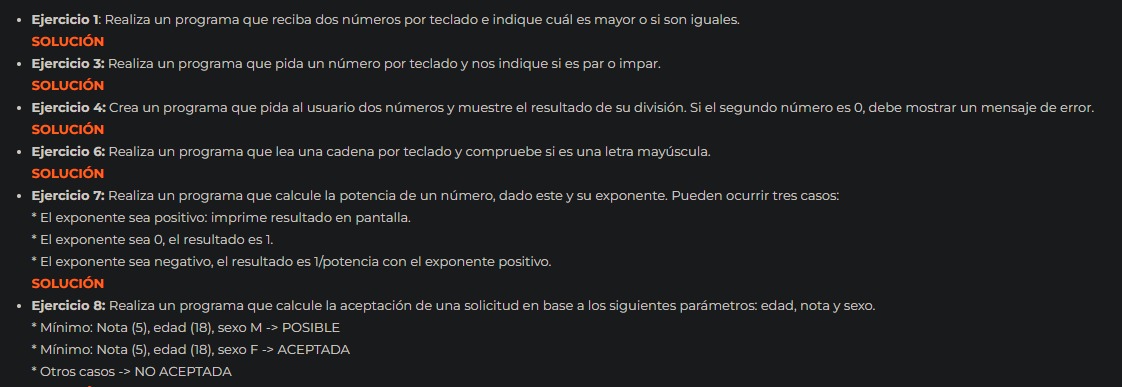 • Ejercicio 1: Realiza un programa que reciba dos números por teclado e indique cuál es mayor o si son iguales.
SOLUCIÓN
• Ejercicio 3: Realiza un programa que pida un número por teclado y nos indique si es par o impar.
SOLUCIÓN
• Ejercicio 4: Crea un programa que pida al usuario dos números y muestre el resultado de su división. Si el segundo número es 0, debe mostrar un mensaje de error.
SOLUCIÓN
• Ejercicio 6: Realiza un programa que lea una cadena por teclado y compruebe si es una letra mayúscula.
SOLUCIÓN
• Ejercicio 7: Realiza un programa que calcule la potencia de un número, dado este y su exponente. Pueden ocurrir tres casos:
* El exponente sea positivo: imprime resultado en pantalla.
* El exponente sea 0, el resultado es 1.
* El exponente sea negativo, el resultado es 1/potencia con el exponente positivo.
SOLUCIÓN
• Ejercicio 8: Realiza un programa que calcule la aceptación de una solicitud en base a los siguientes parámetros: edad, nota y sexo.
* Mínimo: Nota (5), edad (18), sexo M -> POSIBLE
* Mínimo: Nota (5), edad (18), sexo F -> ACEPTADA
* Otros casos -> NO ACEPTADA